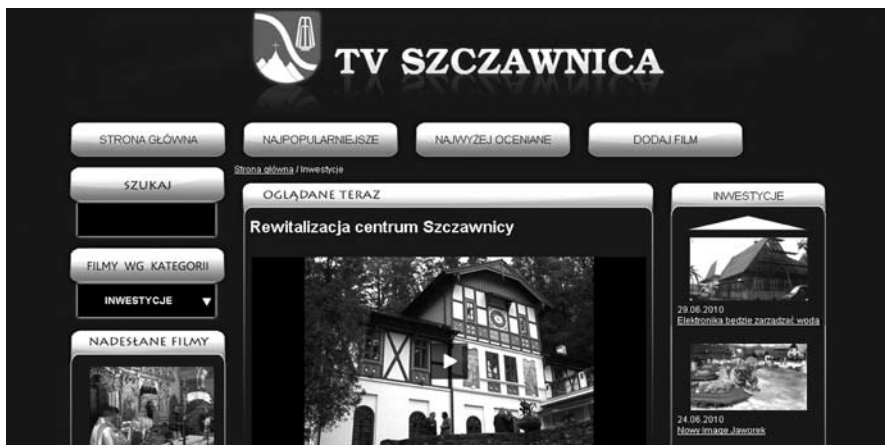 TV SZCZAWNICA
STRONA GŁÓWNA
NAJPOPULARNIEJSZE
NAJWYŻEJ OCENIANE
DODAJ FILM
Strona główna / Inwestycje
SZUKAJ
FILMY WG KATEGORII
INWESTYCJE
NADESŁANE FILMY
OGLĄDANE TERAZ
Rewitalizacja centrum Szczawnicy
INWESTYCJE
29.06.2010
Elektronika będzie zarządzać wodą
24.06.2010
Nowy image Jaworek